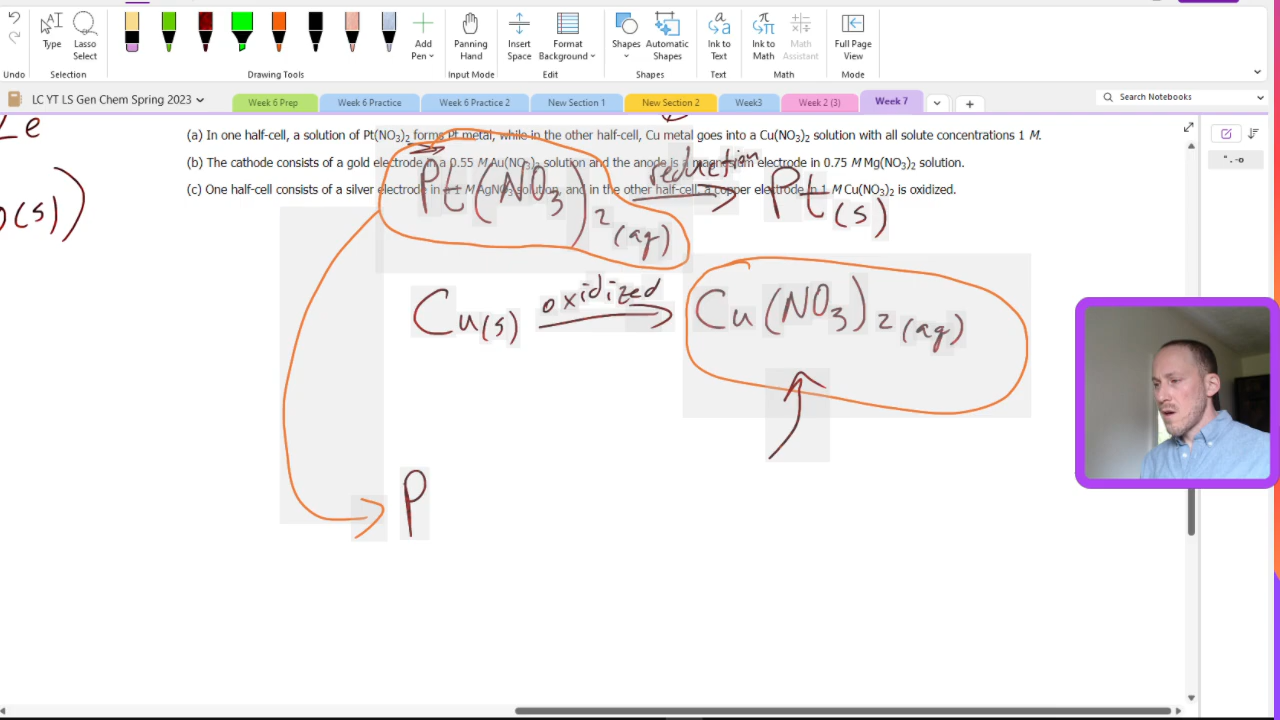 Undo
Type
Lasso Select
Selection
Drawing Tools
Add Pen
Panning Hand
Input Mode
Insert Space
Format Background
Edit
Shapes
Automatic Shapes
Shapes
Ink to Text
Text
Ink to Math
Math Assistant
Math
Full Page View
Mode
LC YT LS Gen Chem Spring 2023
Week 6 Prep
Week 6 Practice
Week 6 Practice 2
New Section 1
New Section 2
Week3
Week 2 (3)
Week 7
Search Notebooks
(a) In one half-cell, a solution of Pt(NO3)2 forms Pt metal, while in the other half-cell, Cu metal goes into a Cu(NO3)2 solution with all solute concentrations 1 M.
(b) The cathode consists of a gold electrode in a 0.55 M Au(NO3)3 solution and the anode is a magnesium electrode in 0.75 M Mg(NO3)2 solution.
(c) One half-cell consists of a silver electrode in a 1 M AgNO3 solution, and in the other half-cell, a copper electrode in 1 M Cu(NO3)2 is oxidized.
Pt(NO3)2(aq) reduction → Pt(s)
Cu(s) oxidized → Cu(NO3)2(aq)
P